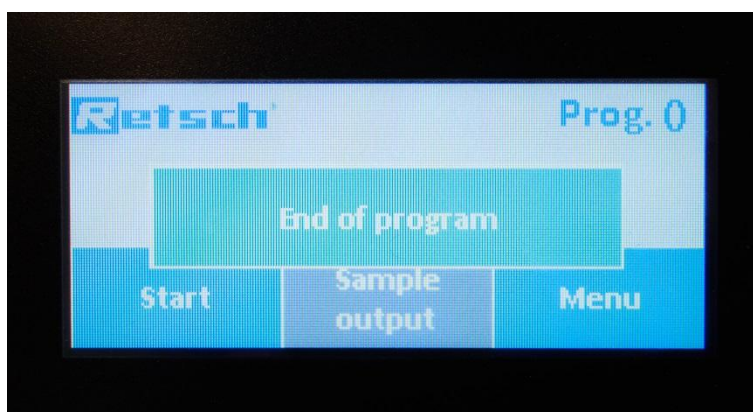 Retsch Prog. 0
End of program
Sample
output
Start
Menu